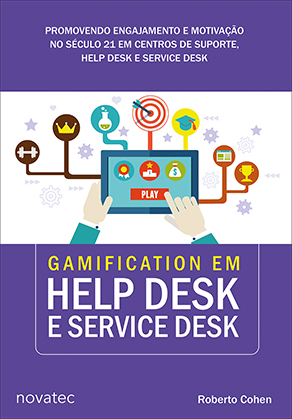 PROMOVENDO ENGAJAMENTO E MOTIVAÇÃO
NO SÉCULO 21 EM CENTROS DE SUPORTE,
HELP DESK E SERVICE DESK
PLAY
GAMIFICATION EM
HELP DESK
E SERVICE DESK
novatec
Roberto Cohen